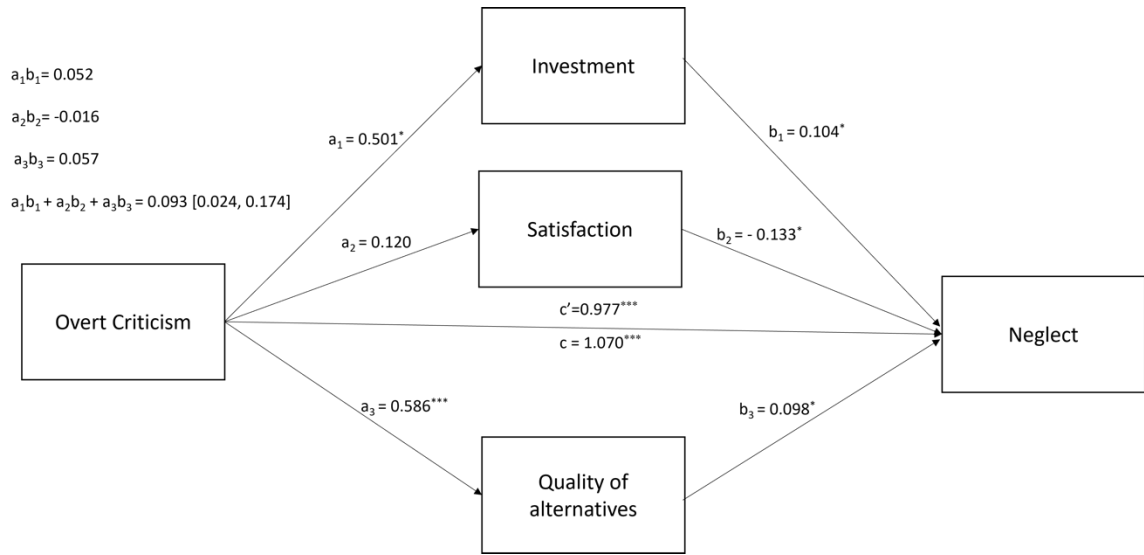 a₁b₁= 0.052
a₂b₂= -0.016
a₃b₃ = 0.057
a₁b₁ + a₂b₂ + a₃b₃ = 0.093 [0.024, 0.174]
Investment
a₁ = 0.501*
b₁ = 0.104*
Satisfaction
a₂ = 0.120
b₂ = - 0.133*
Overt Criticism
c’=0.977***
c = 1.070***
Neglect
a₃ = 0.586***
b₃ = 0.098*
Quality of
alternatives